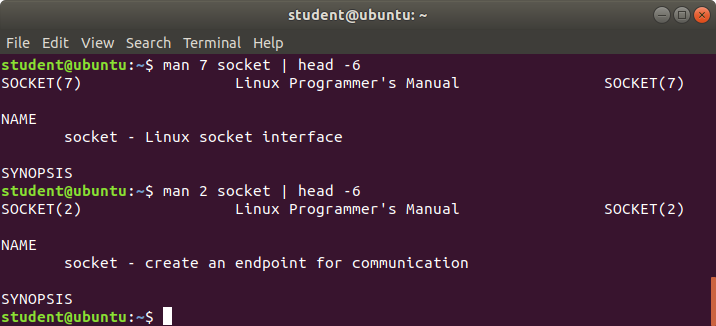 student@ubuntu: ~
File Edit View Search Terminal Help
student@ubuntu:~$ man 7 socket | head -6
SOCKET(7) Linux Programmer's Manual SOCKET(7)
NAME
socket - Linux socket interface
SYNOPSIS
student@ubuntu:~$ man 2 socket | head -6
SOCKET(2) Linux Programmer's Manual SOCKET(2)
NAME
socket - create an endpoint for communication
SYNOPSIS
student@ubuntu:~$